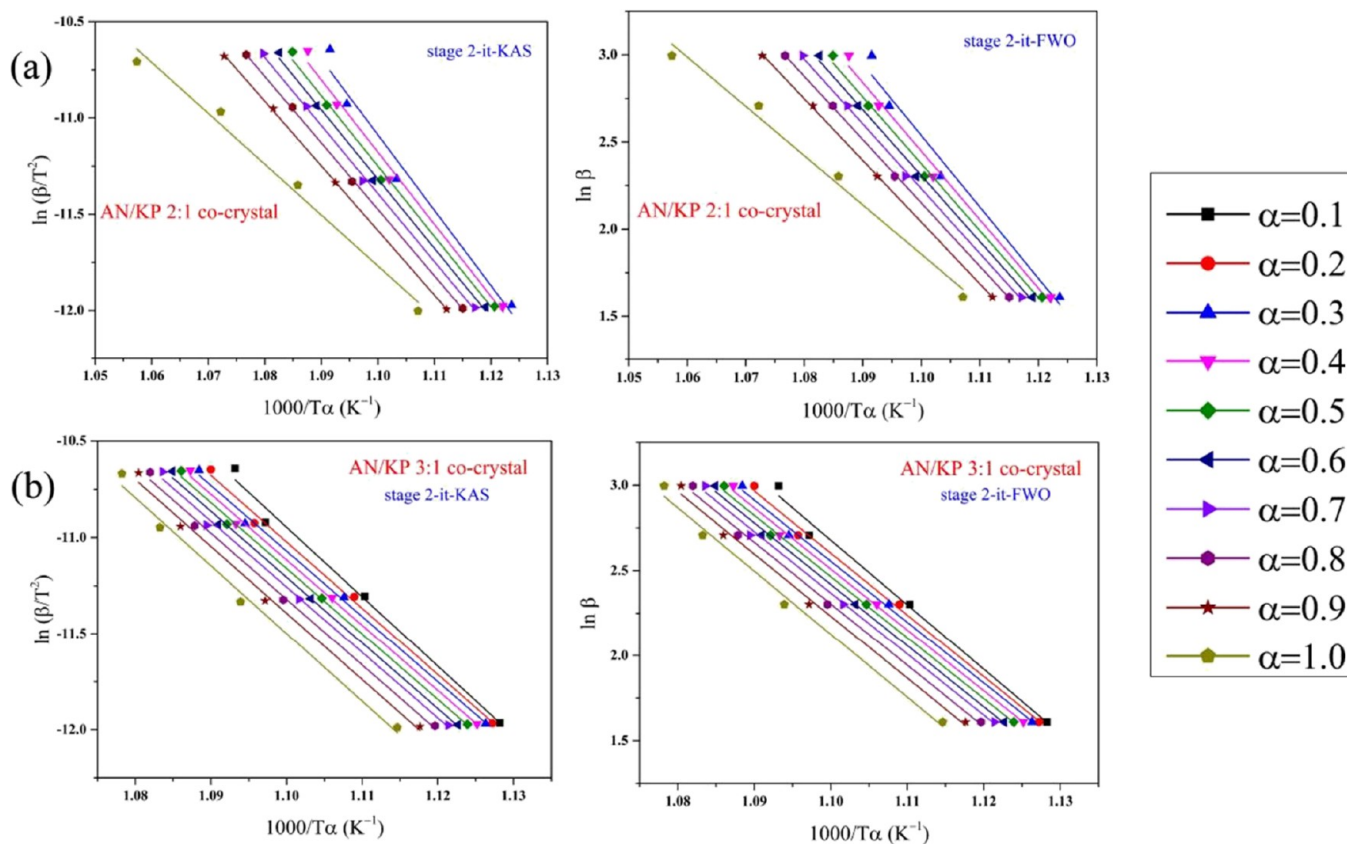 (a)
-10.5
-11.0
-11.5
-12.0
ln (β/T²)
stage 2-it-KAS
AN/KP 2:1 co-crystal
1.05 1.06 1.07 1.08 1.09 1.10 1.11 1.12 1.13
1000/Tα (K⁻¹)
3.0
2.5
2.0
1.5
ln β
stage 2-it-FWO
AN/KP 2:1 co-crystal
1.05 1.06 1.07 1.08 1.09 1.10 1.11 1.12 1.13
1000/Tα (K⁻¹)
(b)
-10.5
-11.0
-11.5
-12.0
ln (β/T²)
AN/KP 3:1 co-crystal
stage 2-it-KAS
1.08 1.09 1.10 1.11 1.12 1.13
1000/Tα (K⁻¹)
3.0
2.5
2.0
1.5
ln β
AN/KP 3:1 co-crystal
stage 2-it-FWO
1.08 1.09 1.10 1.11 1.12 1.13
1000/Tα (K⁻¹)
α=0.1
α=0.2
α=0.3
α=0.4
α=0.5
α=0.6
α=0.7
α=0.8
α=0.9
α=1.0